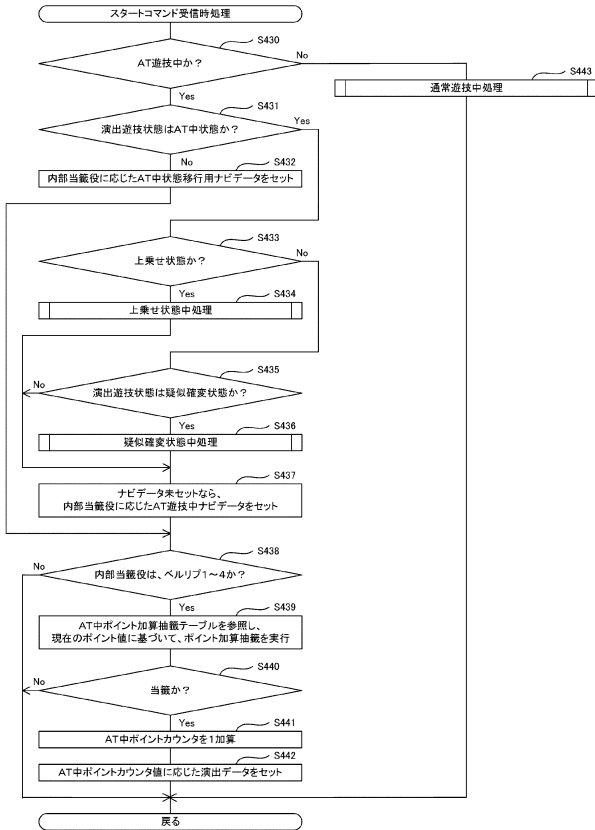 スタートコマンド受信時処理
S430
AT遊技中か？
No
S443
通常遊技中処理
Yes
S431
演出遊技状態はAT中状態か？
Yes
No
S432
内部当籤役に応じたAT中状態移行用ナビデータをセット
S433
上乗せ状態か？
No
Yes
S434
上乗せ状態中処理
S435
No
演出遊技状態は疑似確変状態か？
Yes
S436
疑似確変状態中処理
S437
ナビデータ未セットなら、
内部当籤役に応じたAT遊技中ナビデータをセット
S438
No
内部当籤役は、ベルリプ1～4か？
Yes
S439
AT中ポイント加算抽籤テーブルを参照し、
現在のポイント値に基づいて、ポイント加算抽籤を実行
S440
No
当籤か？
Yes
S441
AT中ポイントカウンタを1加算
S442
AT中ポイントカウンタ値に応じた演出データをセット
戻る